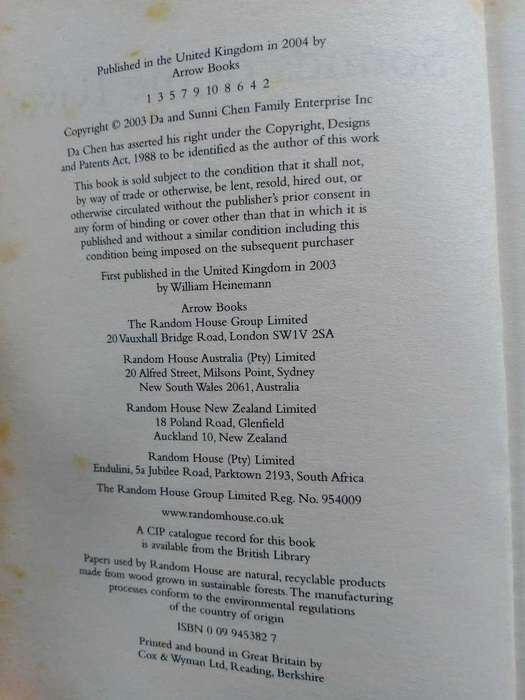 Published in the United Kingdom in 2004 by
Arrow Books
1 3 5 7 9 10 8 6 4 2
Copyright © 2003 Da and Sunni Chen Family Enterprise Inc
Da Chen has asserted his right under the Copyright, Designs
and Patents Act, 1988 to be identified as the author of this work
This book is sold subject to the condition that it shall not,
by way of trade or otherwise, be lent, resold, hired out, or
otherwise circulated without the publisher's prior consent in
any form of binding or cover other than that in which it is
published and without a similar condition including this
condition being imposed on the subsequent purchaser
First published in the United Kingdom in 2003
by William Heinemann
Arrow Books
The Random House Group Limited
20 Vauxhall Bridge Road, London SW1V 2SA
Random House Australia (Pty) Limited
20 Alfred Street, Milsons Point, Sydney
New South Wales 2061, Australia
Random House New Zealand Limited
18 Poland Road, Glenfield
Auckland 10, New Zealand
Random House (Pty) Limited
Endulini, 5a Jubilee Road, Parktown 2193, South Africa
The Random House Group Limited Reg. No. 954009
www.randomhouse.co.uk
A CIP catalogue record for this book
is available from the British Library
Papers used by Random House are natural, recyclable products
made from wood grown in sustainable forests. The manufacturing
processes conform to the environmental regulations
of the country of origin
ISBN 0 09 945382 7
Printed and bound in Great Britain by
Cox & Wyman Ltd, Reading, Berkshire